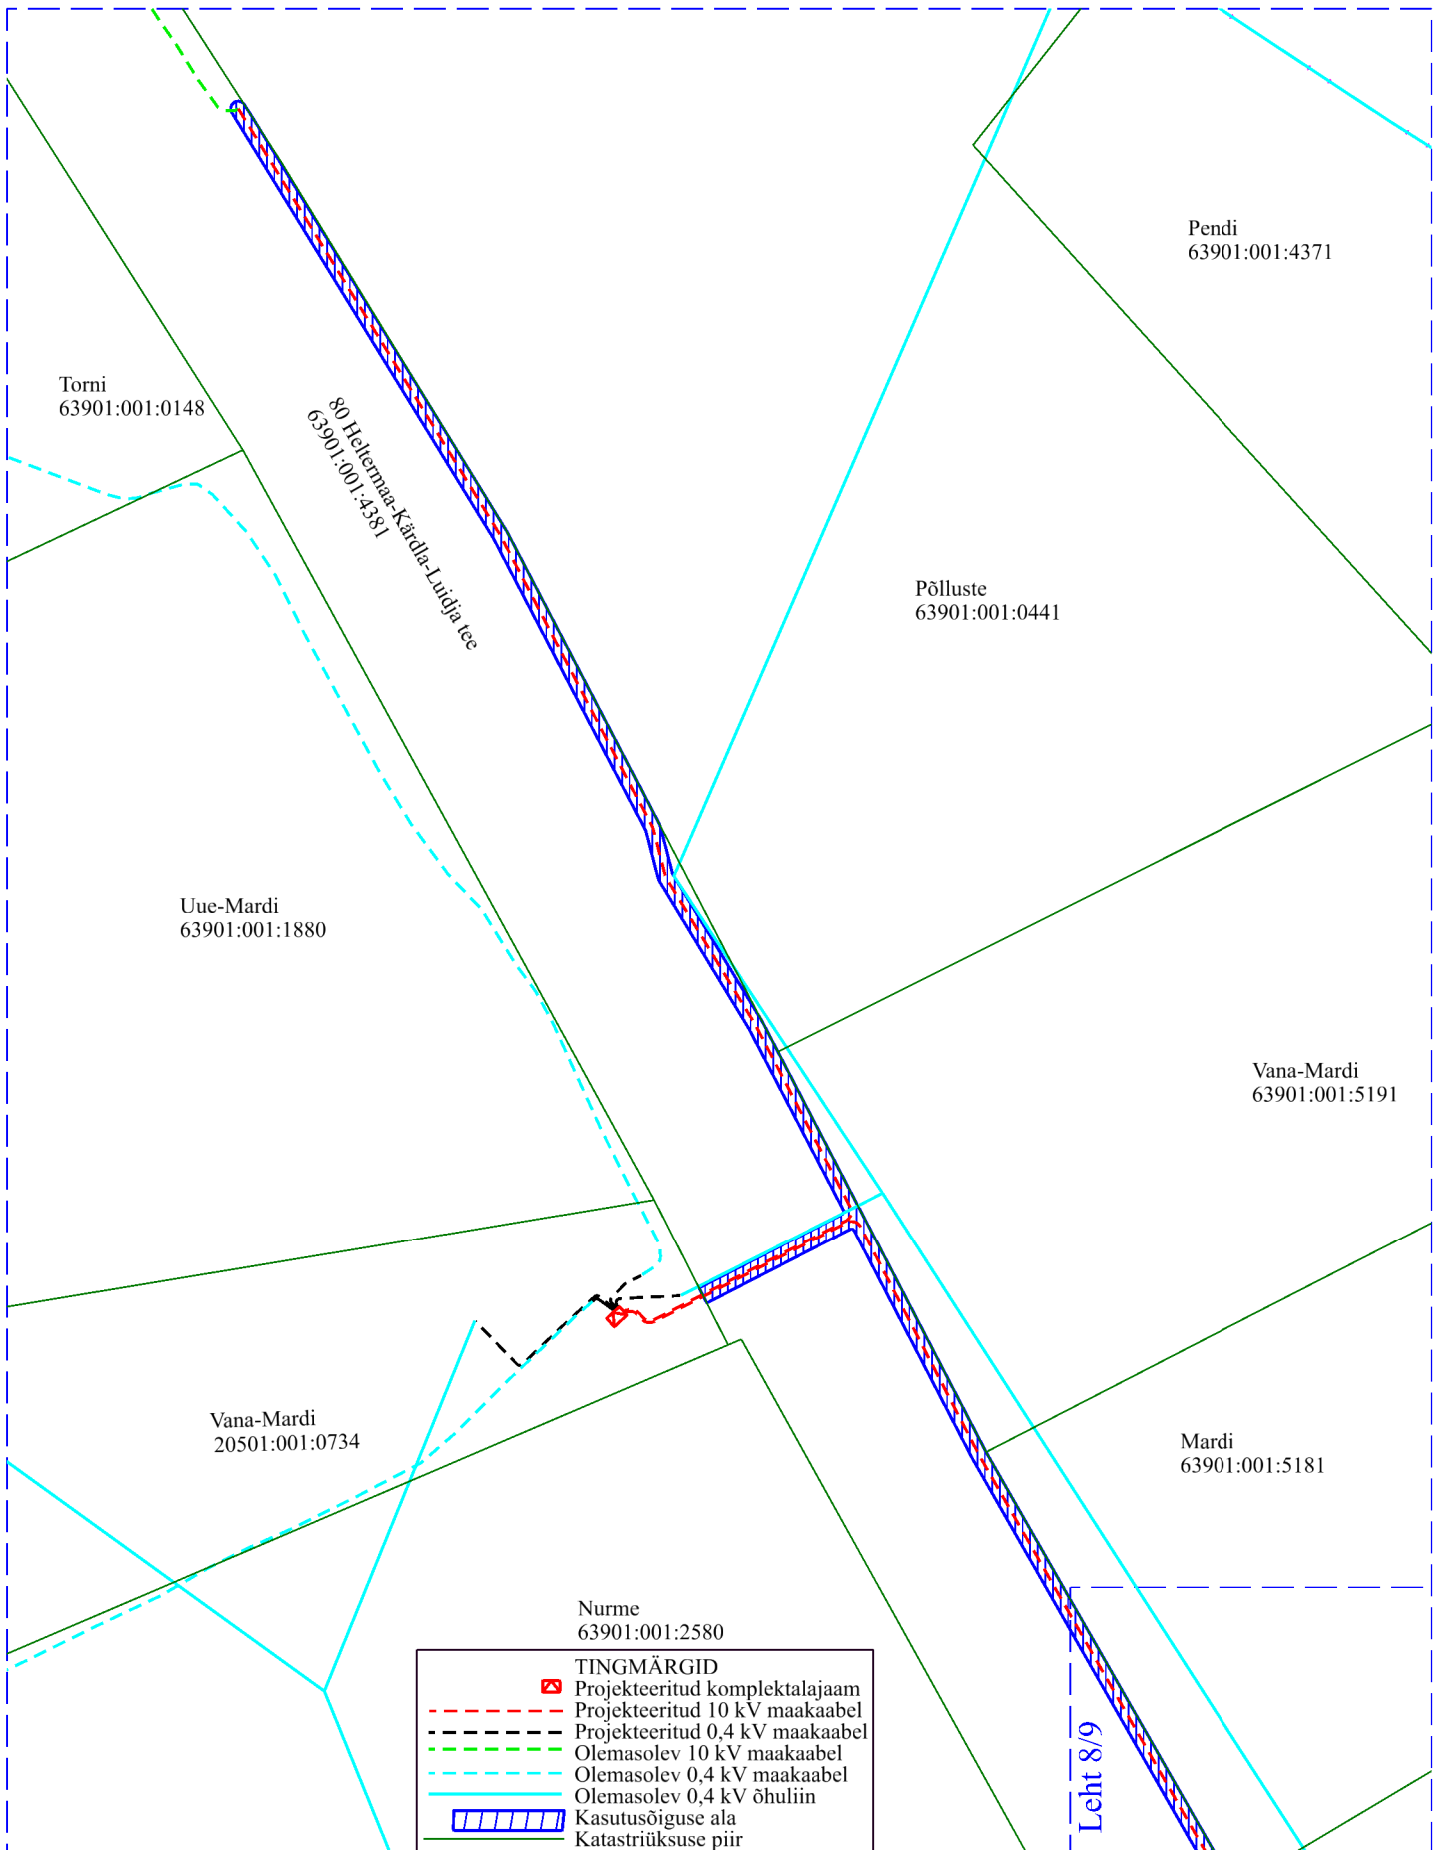 Pendi
63901:001:4371
Torni
63901:001:0148
80 Heltermaa-Kärdla-Luidja tee
63901:001:4381
Põlluste
63901:001:0441
Uue-Mardi
63901:001:1880
Vana-Mardi
63901:001:5191
Vana-Mardi
20501:001:0734
Mardi
63901:001:5181
Nurme
63901:001:2580
TINGMÄRGID
Projekteeritud komplektalajaam
Projekteeritud 10 kV maakaabel
Projekteeritud 0,4 kV maakaabel
Olemasolev 10 kV maakaabel
Olemasolev 0,4 kV maakaabel
Olemasolev 0,4 kV õhuliin
Kasutusõiguse ala
Katastriüksuse piir
Leht 8/9